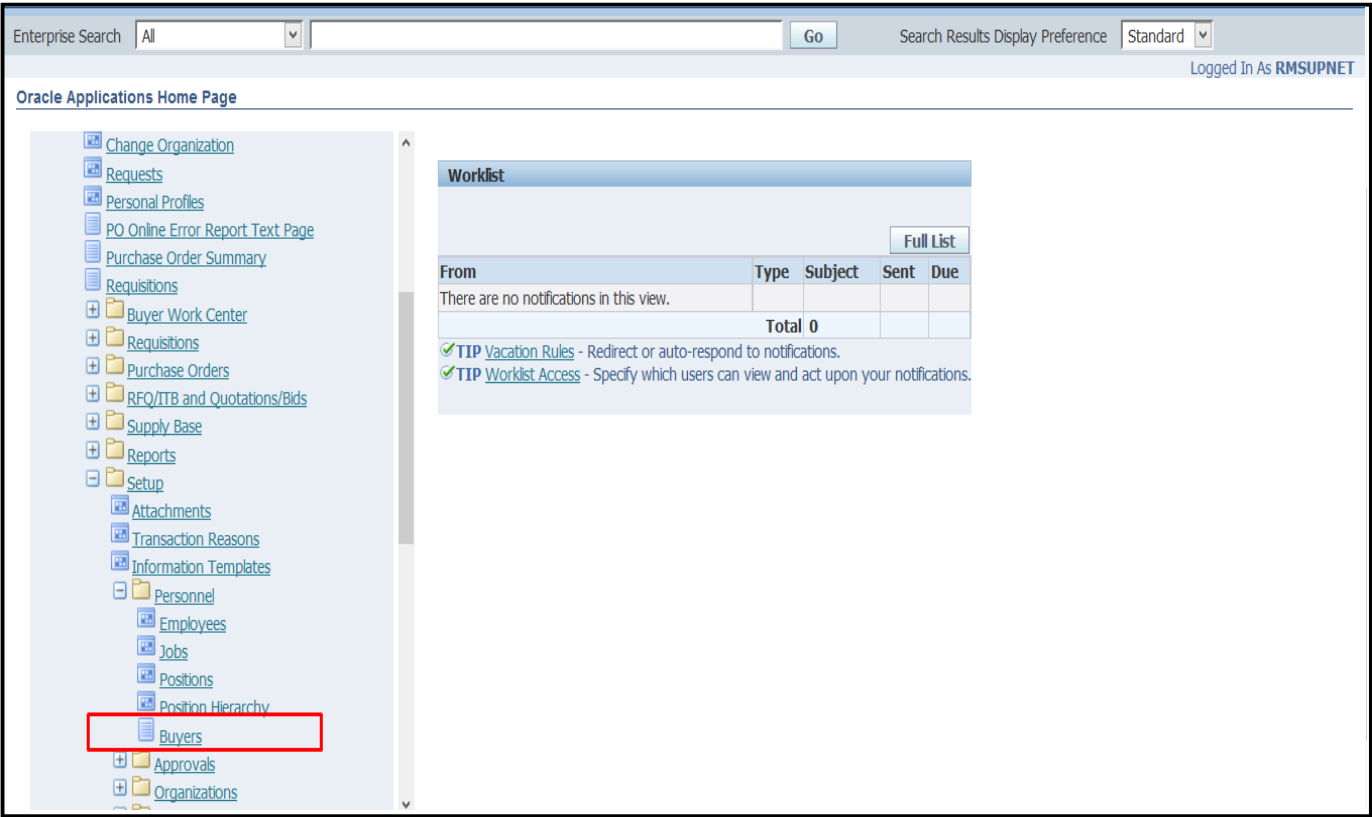 Enterprise Search All Go Search Results Display Preference Standard
Logged In As RMSUPNET
Oracle Applications Home Page
Change Organization
Requests
Personal Profiles
PO Online Error Report Text Page
Purchase Order Summary
Requisitions
Buyer Work Center
Requisitions
Purchase Orders
RFQ/ITB and Quotations/Bids
Supply Base
Reports
Setup
Attachments
Transaction Reasons
Information Templates
Personnel
Employees
Jobs
Positions
Position Hierarchy
Buyers
Approvals
Organizations
Worklist
Full List
From Type Subject Sent Due
There are no notifications in this view.
Total 0
TIP Vacation Rules - Redirect or auto-respond to notifications.
TIP Worklist Access - Specify which users can view and act upon your notifications.